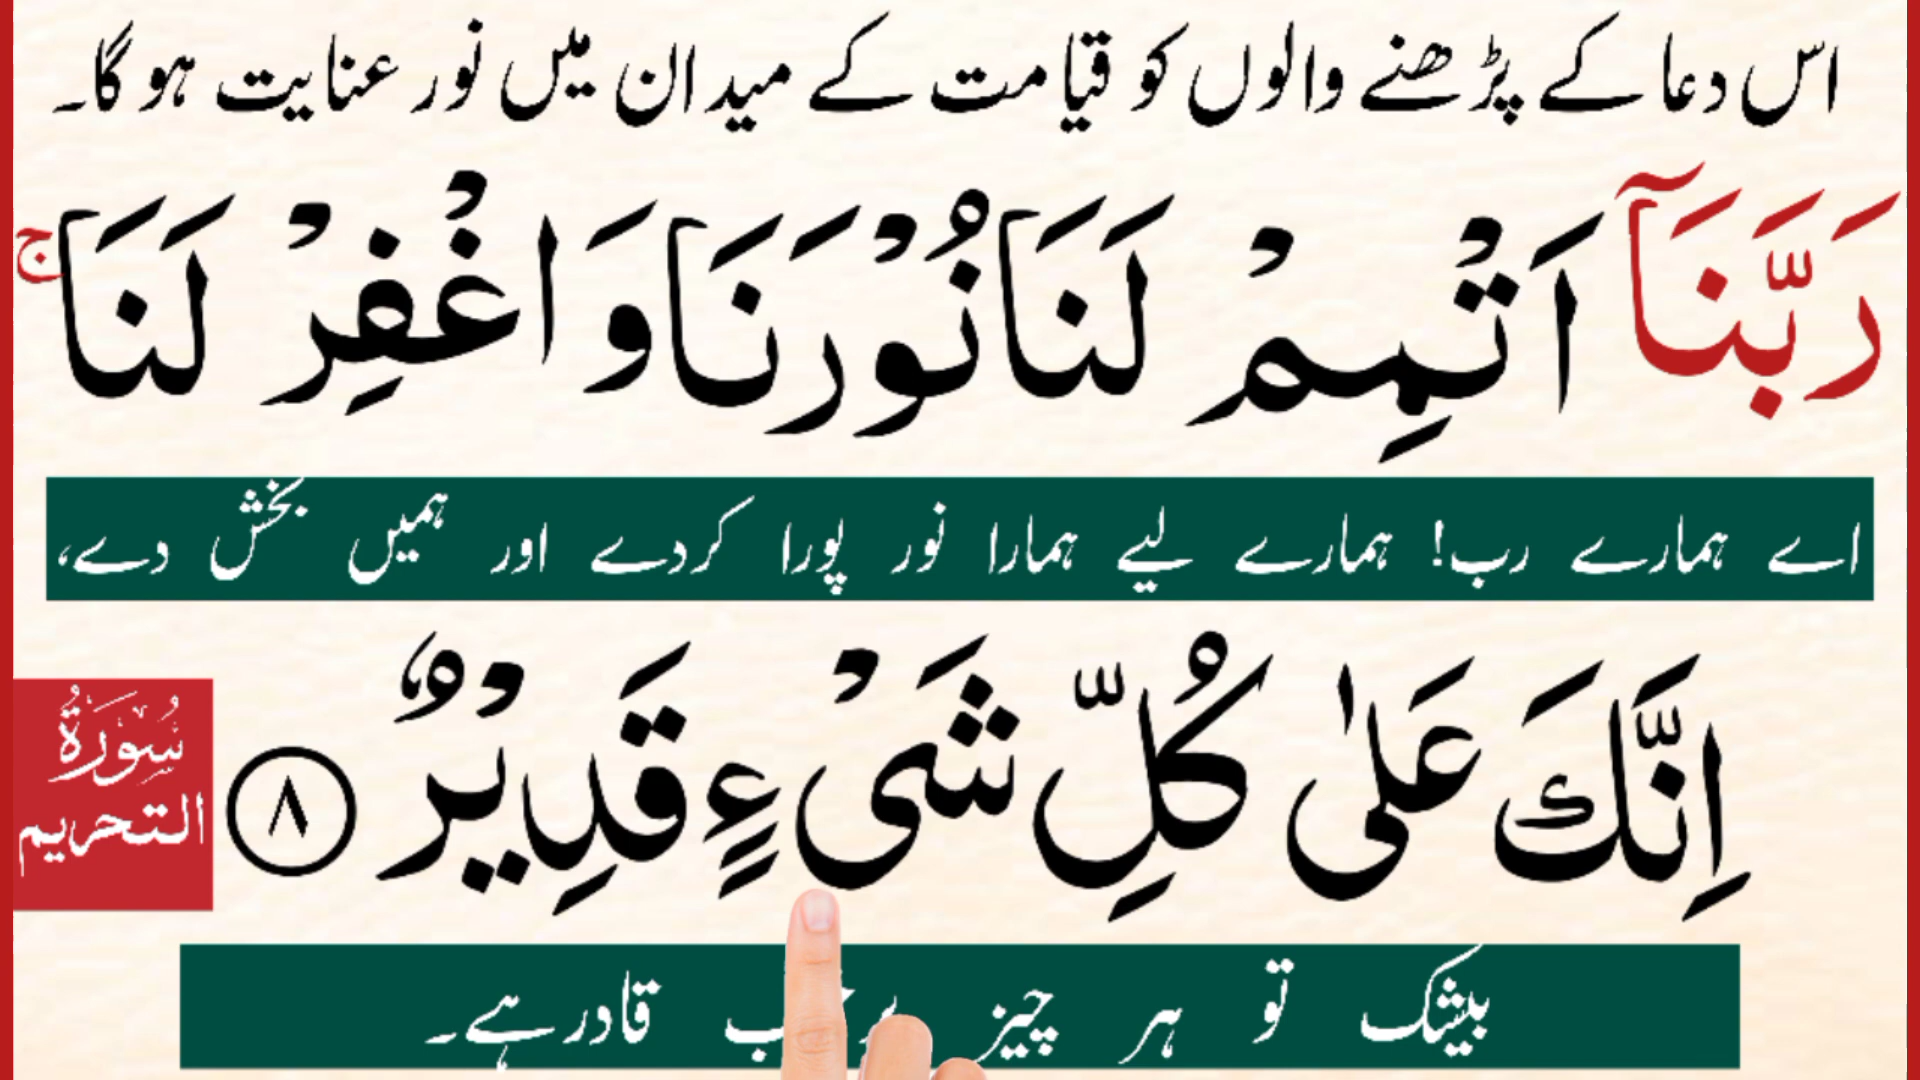 اس دعا کے پڑھنے والوں کو قیامت کے میدان میں نور عنایت ہو گا۔
رَبَّنَاۤ اَتْمِمْ لَنَا نُوْرَنَا وَاغْفِرْ لَنَا ۚ
اے ہمارے رب! ہمارے لیے ہمارا نور پورا کردے اور ہمیں بخش دے،
اِنَّكَ عَلٰى كُلِّ شَیْءٍ قَدِیْرٌ ۸
سُوْرَةُ
التحریم
بیشک تو ہر چیز پر قادر ہے۔